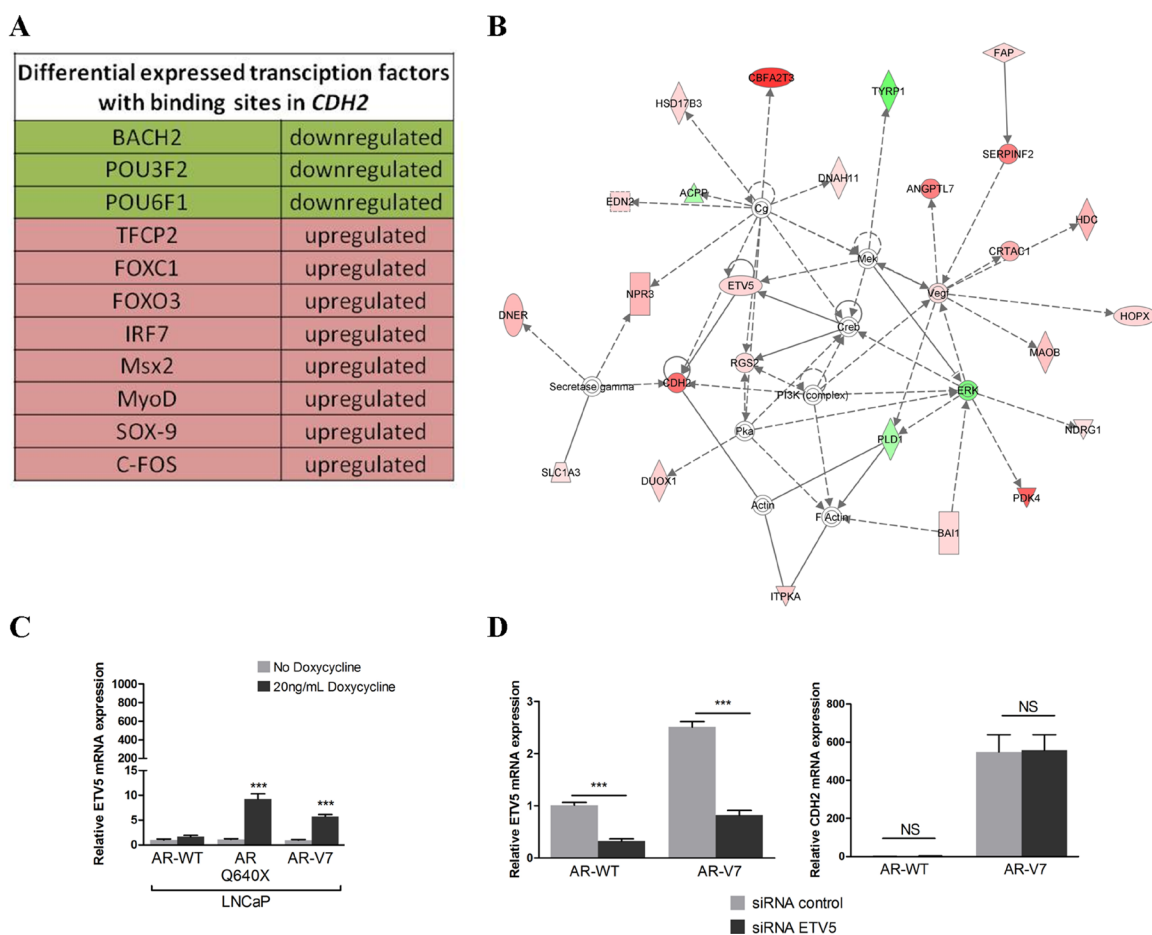 A
Differential expressed transciption factors
with binding sites in CDH2
BACH2 downregulated
POU3F2 downregulated
POU6F1 downregulated
TFCP2 upregulated
FOXC1 upregulated
FOXO3 upregulated
IRF7 upregulated
Msx2 upregulated
MyoD upregulated
SOX-9 upregulated
C-FOS upregulated
B
FAP
CBFA2T3
TYRP1
HSD17B3
SERPINF2
DNAH11
ANGPTL7
ACPP
EDN2
Cg
HDC
CRTAC1
Mek
ETV5
NPR3
Vegf
DNER
HOPX
Creb
MAOB
RGS2
CDH2
Secretase gamma
PI3K (complex)
ERK
Pka
NDRG1
PLD1
SLC1A3
DUOX1
PDK4
Actin
F Actin
BAI1
ITPKA
C
No Doxycycline
20ng/mL Doxycycline
Relative ETV5 mRNA expression
1000
800
600
400
200
10
5
0
***
***
AR-WT AR AR-V7
Q640X
LNCaP
D
Relative ETV5 mRNA expression
3
2
1
0
***
***
AR-WT AR-V7
Relative CDH2 mRNA expression
800
600
400
200
0
NS
NS
AR-WT AR-V7
siRNA control
siRNA ETV5